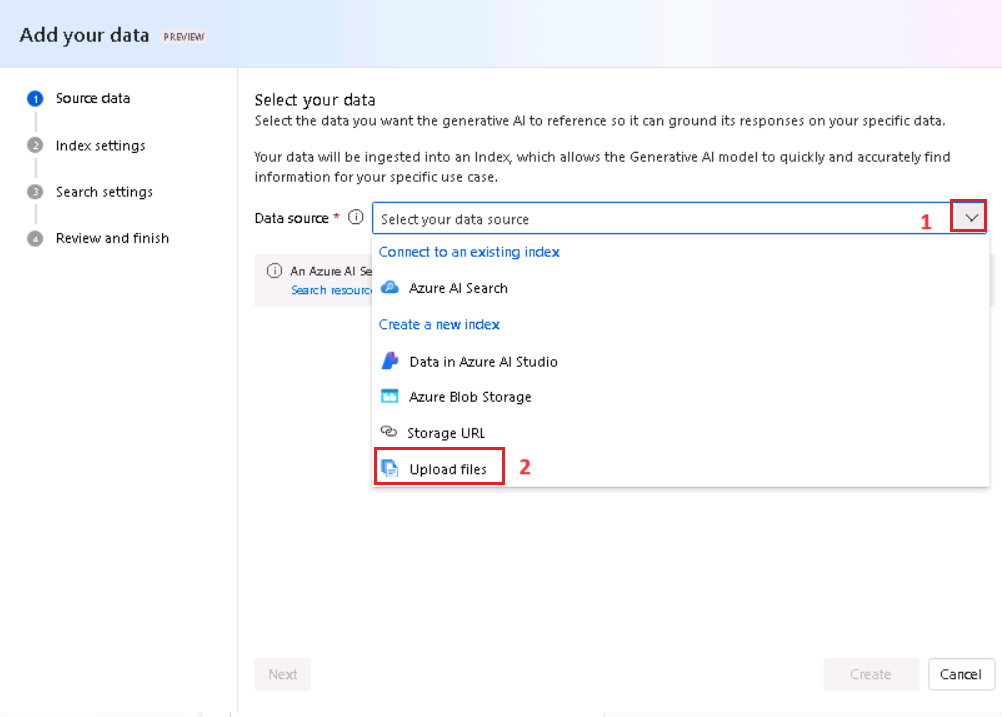 Add your data PREVIEW
1 Source data
2 Index settings
3 Search settings
4 Review and finish
Select your data
Select the data you want the generative AI to reference so it can ground its responses on your specific data.
Your data will be ingested into an Index, which allows the Generative AI model to quickly and accurately find
information for your specific use case.
Data source * Select your data source 1
Connect to an existing index
An Azure AI Se
Search resourc
Azure AI Search
Create a new index
Data in Azure AI Studio
Azure Blob Storage
Storage URL
Upload files 2
Next Create Cancel